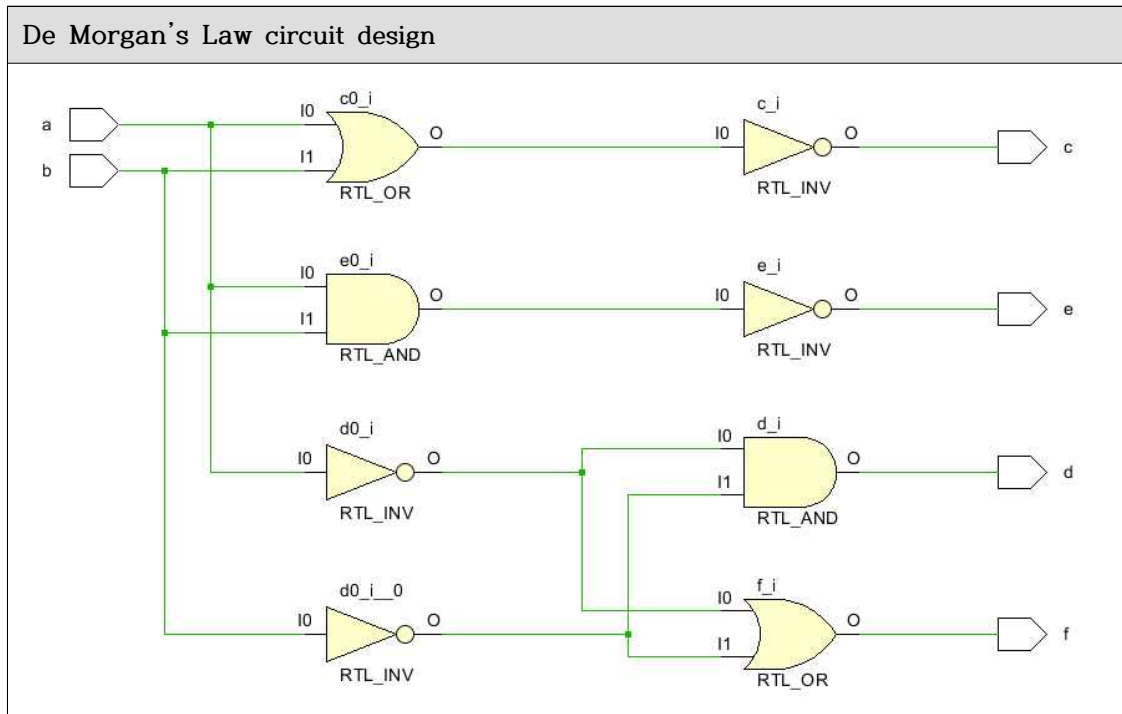 De Morgan's Law circuit design
c0_i
c_i
a
I0
O
I0
O
c
b
I1
RTL_OR
RTL_INV
e0_i
e_i
I0
O
I0
O
e
I1
RTL_AND
RTL_INV
d0_i
d_i
I0
O
I0
O
d
I1
RTL_INV
RTL_AND
d0_i__0
f_i
I0
O
I0
O
f
I1
RTL_INV
RTL_OR